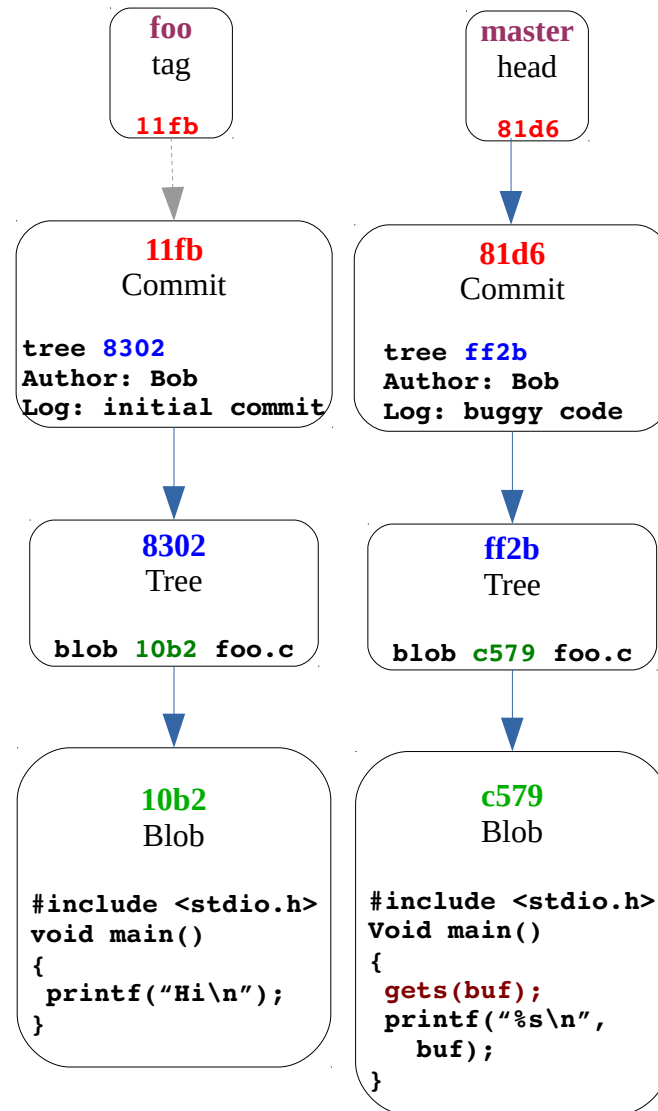 foo
tag
11fb
master
head
81d6
11fb
Commit
tree 8302
Author: Bob
Log: initial commit
81d6
Commit
tree ff2b
Author: Bob
Log: buggy code
8302
Tree
blob 10b2 foo.c
ff2b
Tree
blob c579 foo.c
10b2
Blob
#include <stdio.h>
void main()
{
printf(“Hi\n”);
}
c579
Blob
#include <stdio.h>
Void main()
{
gets(buf);
printf(“%s\n”,
buf);
}